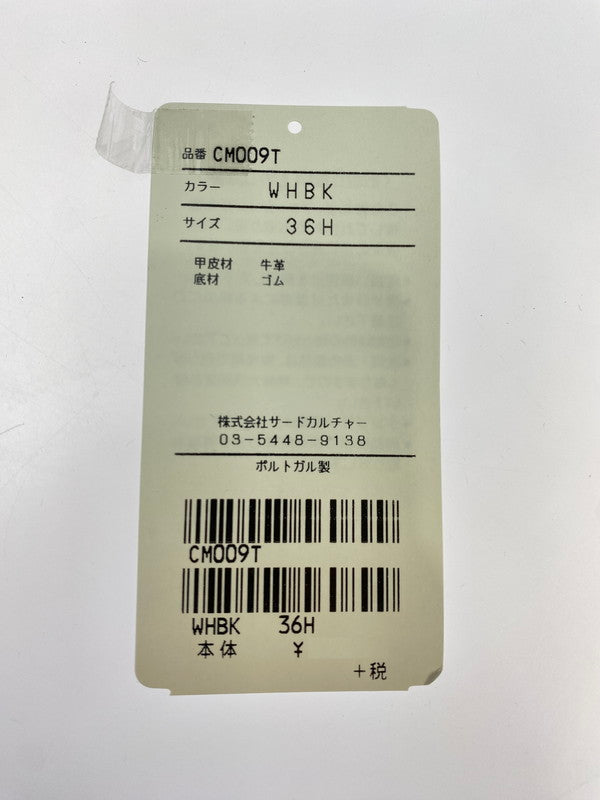 品番 CM009T
カラー WHBK
サイズ 36H
甲皮材 牛革
底材 ゴム
株式会社サードカルチャー
03-5448-9138
ポルトガル製
CM009T
WHBK 36H
本体 ¥
+税